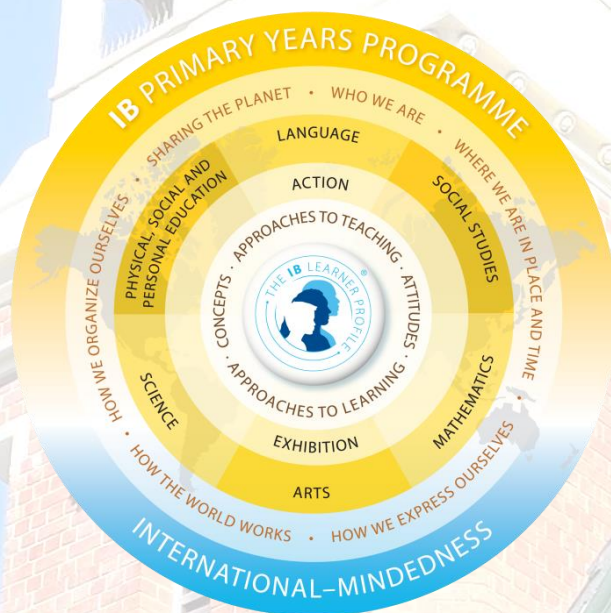 IB PRIMARY YEARS PROGRAMME
SHARING THE PLANET • WHO WE ARE • WHERE WE ARE IN PLACE AND TIME • HOW WE EXPRESS OURSELVES • HOW THE WORLD WORKS • HOW WE ORGANIZE OURSELVES •
LANGUAGE
SOCIAL STUDIES
MATHEMATICS
ARTS
SCIENCE
PHYSICAL, SOCIAL AND
PERSONAL EDUCATION
ACTION
EXHIBITION
APPROACHES TO TEACHING · ATTITUDES · APPROACHES TO LEARNING · CONCEPTS ·
THE IB LEARNER PROFILE ®
INTERNATIONAL–MINDEDNESS